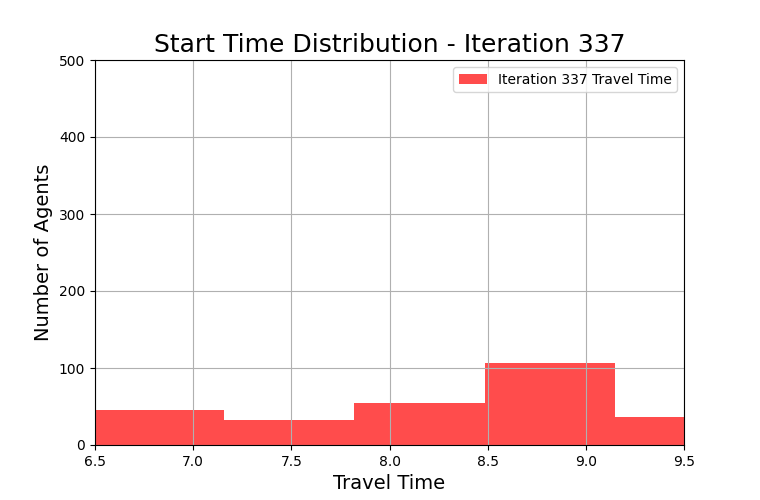 Start Time Distribution - Iteration 337
Iteration 337 Travel Time
Number of Agents
500
400
300
200
100
0
6.5 7.0 7.5 8.0 8.5 9.0 9.5
Travel Time